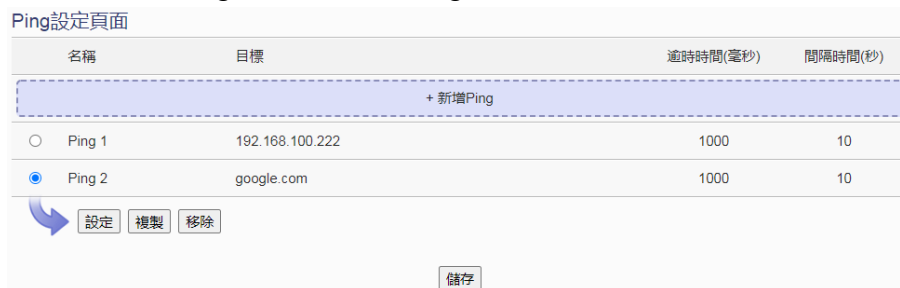 Ping設定頁面
名稱 目標 逾時時間(毫秒) 間隔時間(秒)
+ 新增Ping
Ping 1 192.168.100.222 1000 10
Ping 2 google.com 1000 10
設定 複製 移除
儲存